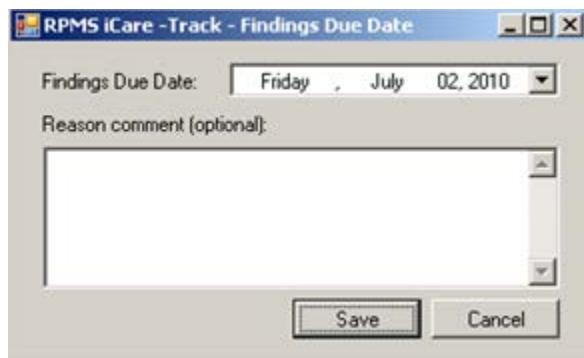 RPMS iCare -Track - Findings Due Date
Findings Due Date: Friday , July 02, 2010
Reason comment (optional):
Save Cancel